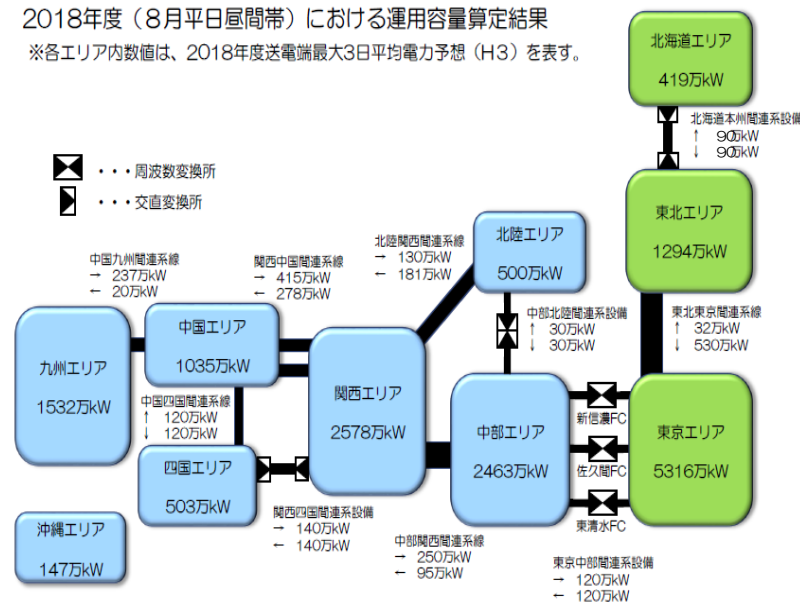 2018年度（8月平日昼間帯）における運用容量算定結果
※各エリア内数値は、2018年度送電端最大3日平均電力予想（H3）を表す。
北海道エリア
419万kW
北海道本州間連系設備
↑ 90万kW
↓ 90万kW
・・・周波数変換所
・・・交直変換所
東北エリア
1294万kW
北陸エリア
500万kW
北陸関西間連系線
→ 130万kW
← 181万kW
中国九州間連系線
→ 237万kW
← 20万kW
関西中国間連系線
→ 415万kW
← 278万kW
中部北陸間連系設備
↑ 30万kW
↓ 30万kW
東北東京間連系線
↑ 32万kW
↓ 530万kW
九州エリア
1532万kW
中国エリア
1035万kW
関西エリア
2578万kW
中国四国間連系線
↑ 120万kW
↓ 120万kW
中部エリア
2463万kW
新信濃FC
佐久間FC
東清水FC
東京エリア
5316万kW
四国エリア
503万kW
関西四国間連系設備
→ 140万kW
← 140万kW
沖縄エリア
147万kW
中部関西間連系線
→ 250万kW
← 95万kW
東京中部間連系設備
→ 120万kW
← 120万kW